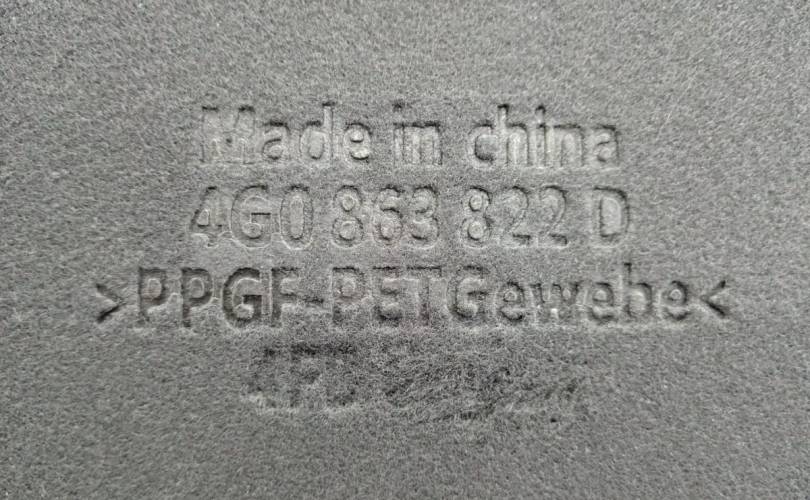 Made in china
4G0 863 822 D
>PPGF-PETGewebe<